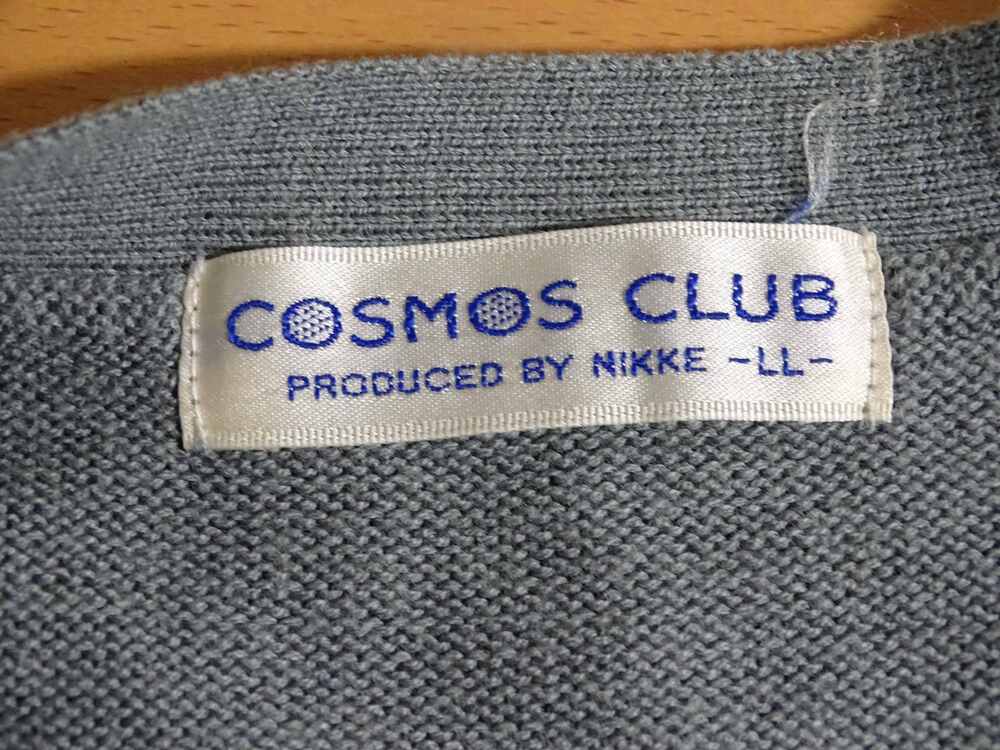 COSMOS CLUB
PRODUCED BY NIKKE -LL-